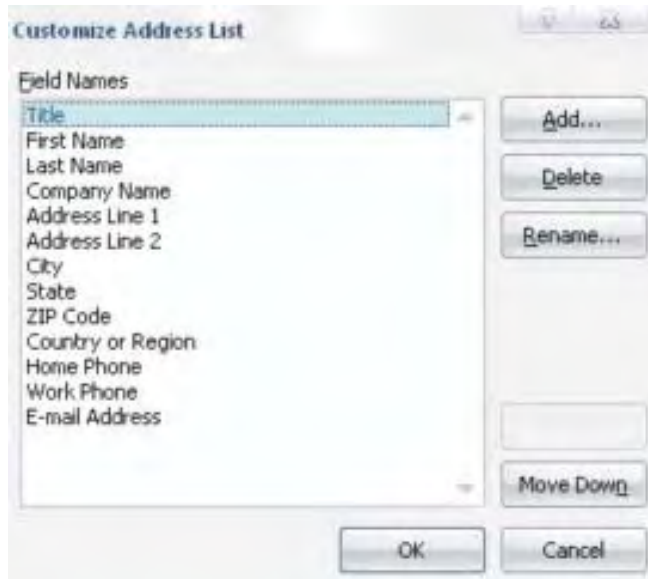 Customize Address List
Field Names
Title
First Name
Last Name
Company Name
Address Line 1
Address Line 2
City
State
ZIP Code
Country or Region
Home Phone
Work Phone
E-mail Address
Add...
Delete
Rename...
Move Down
OK
Cancel